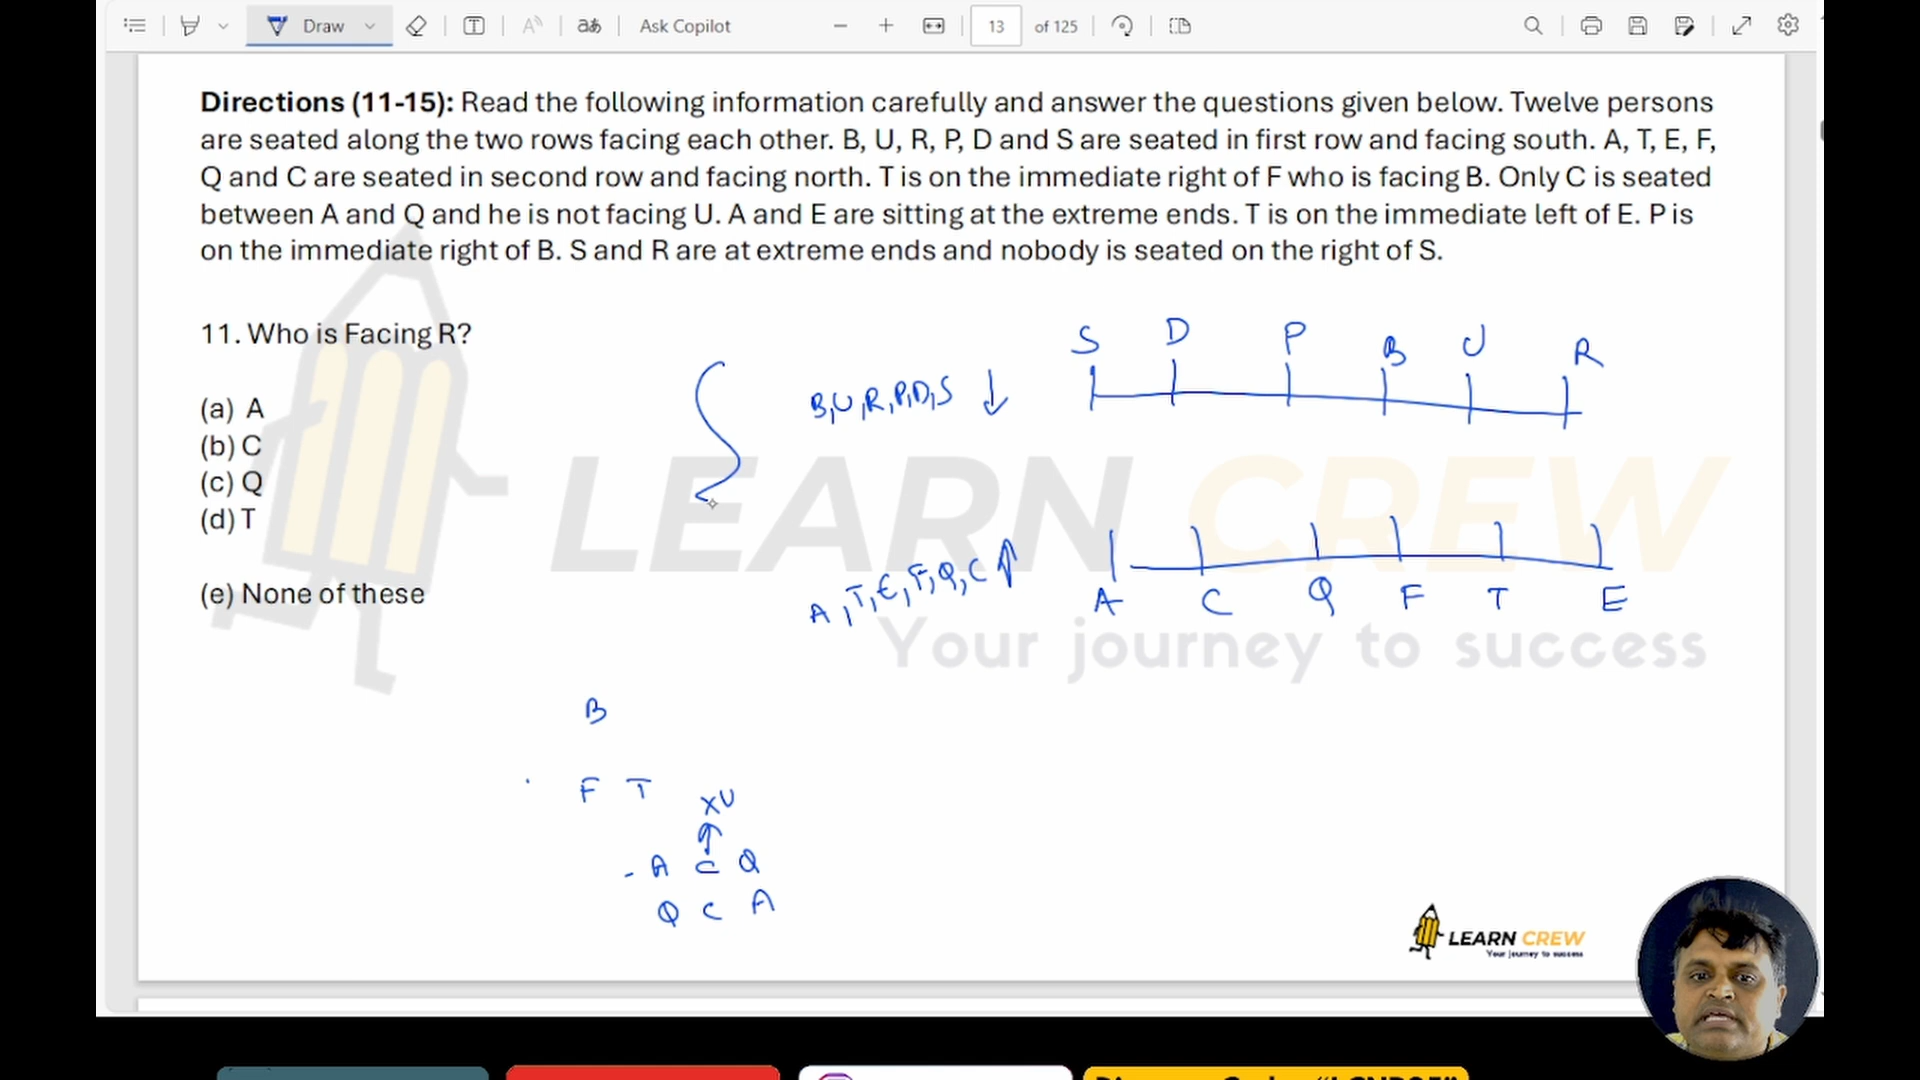 Draw
Ask Copilot
13 of 125
Directions (11-15): Read the following information carefully and answer the questions given below. Twelve persons
are seated along the two rows facing each other. B, U, R, P, D and S are seated in first row and facing south. A, T, E, F,
Q and C are seated in second row and facing north. T is on the immediate right of F who is facing B. Only C is seated
between A and Q and he is not facing U. A and E are sitting at the extreme ends. T is on the immediate left of E. P is
on the immediate right of B. S and R are at extreme ends and nobody is seated on the right of S.
11. Who is Facing R?
S D P B U R
B, U, R, P, D, S ↓
(a) A
(b) C
(c) Q
(d) T
LEARN CREW
A, T, E, F, Q, C ↑
(e) None of these
A C Q F T E
Your journey to success
B
F T
XU
↑
- A C Q
Q C A
LEARN CREW
Your journey to success